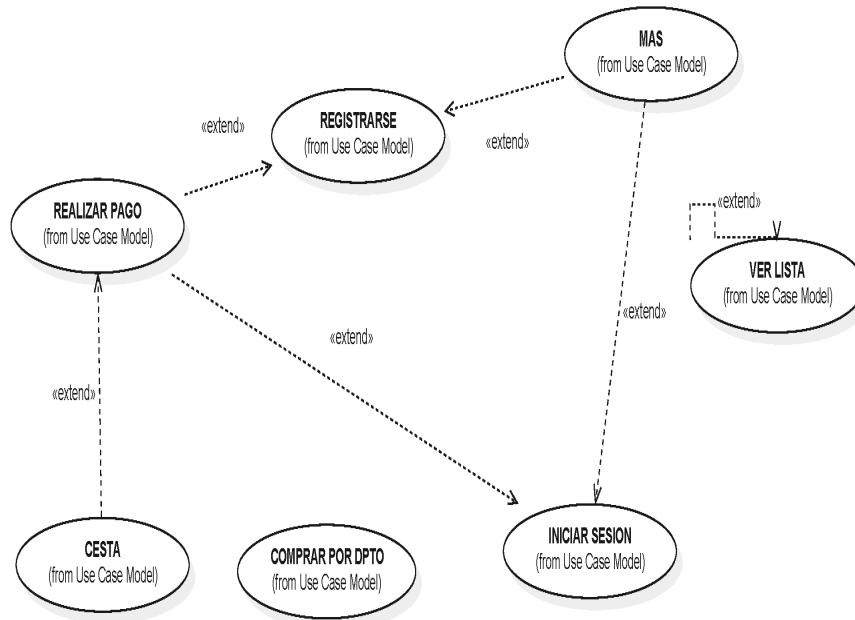 MAS
(from Use Case Model)
REGISTRARSE
(from Use Case Model)
«extend»
«extend»
REALIZAR PAGO
(from Use Case Model)
«extend»
VER LISTA
(from Use Case Model)
«extend»
«extend»
«extend»
CESTA
(from Use Case Model)
COMPRAR POR DPTO
(from Use Case Model)
INICIAR SESION
(from Use Case Model)